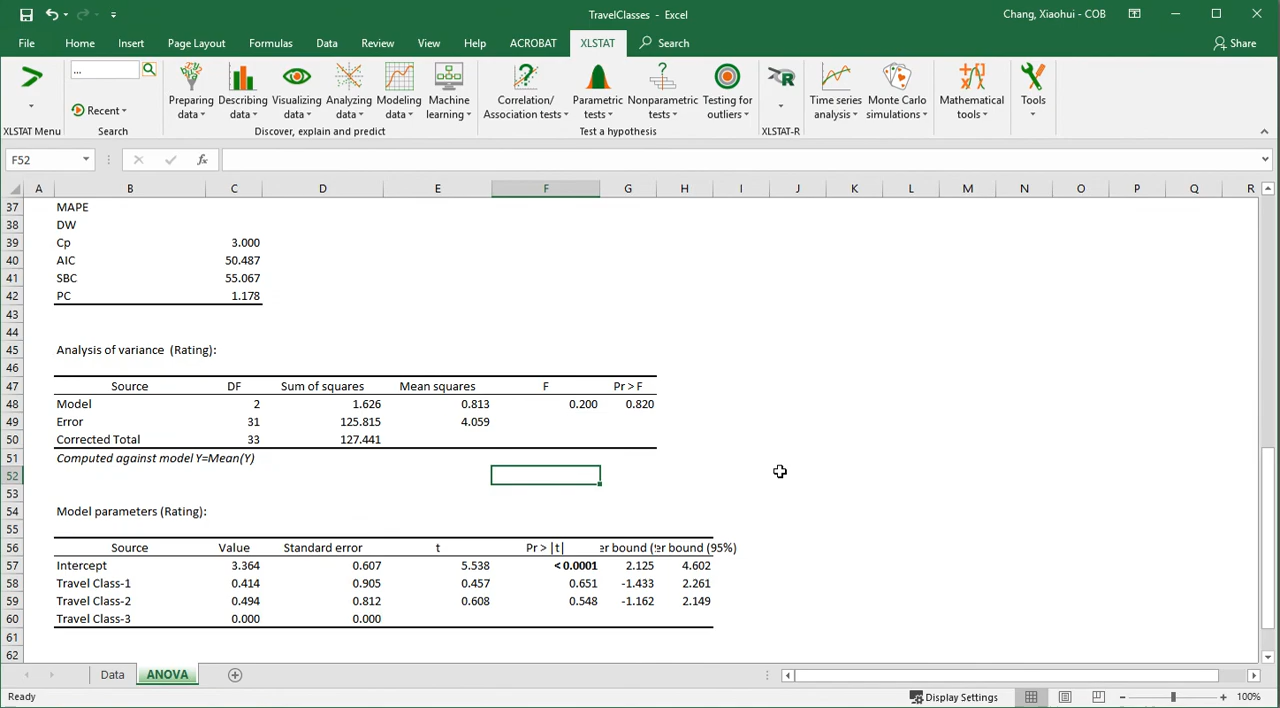 TravelClasses - Excel
Chang, Xiaohui - COB
File Home Insert Page Layout Formulas Data Review View Help ACROBAT XLSTAT Search Share
...
Recent
Preparing data
Describing data
Visualizing data
Analyzing data
Modeling data
Machine learning
Correlation/ Association tests
Parametric tests
Nonparametric tests
Testing for outliers
Time series analysis
Monte Carlo simulations
Mathematical tools
Tools
XLSTAT Menu Search Discover, explain and predict Test a hypothesis XLSTAT-R
F52 fx
A B C D E F G H I J K L M N O P Q R
37 MAPE
38 DW
39 Cp 3.000
40 AIC 50.487
41 SBC 55.067
42 PC 1.178
43
44
45 Analysis of variance (Rating):
46
47 Source DF Sum of squares Mean squares F Pr > F
48 Model 2 1.626 0.813 0.200 0.820
49 Error 31 125.815 4.059
50 Corrected Total 33 127.441
51 Computed against model Y=Mean(Y)
52
53
54 Model parameters (Rating):
55
56 Source Value Standard error t Pr > |t| er bound (9 er bound (95%)
57 Intercept 3.364 0.607 5.538 < 0.0001 2.125 4.602
58 Travel Class-1 0.414 0.905 0.457 0.651 -1.433 2.261
59 Travel Class-2 0.494 0.812 0.608 0.548 -1.162 2.149
60 Travel Class-3 0.000 0.000
61
62
Data ANOVA
Ready Display Settings 100%